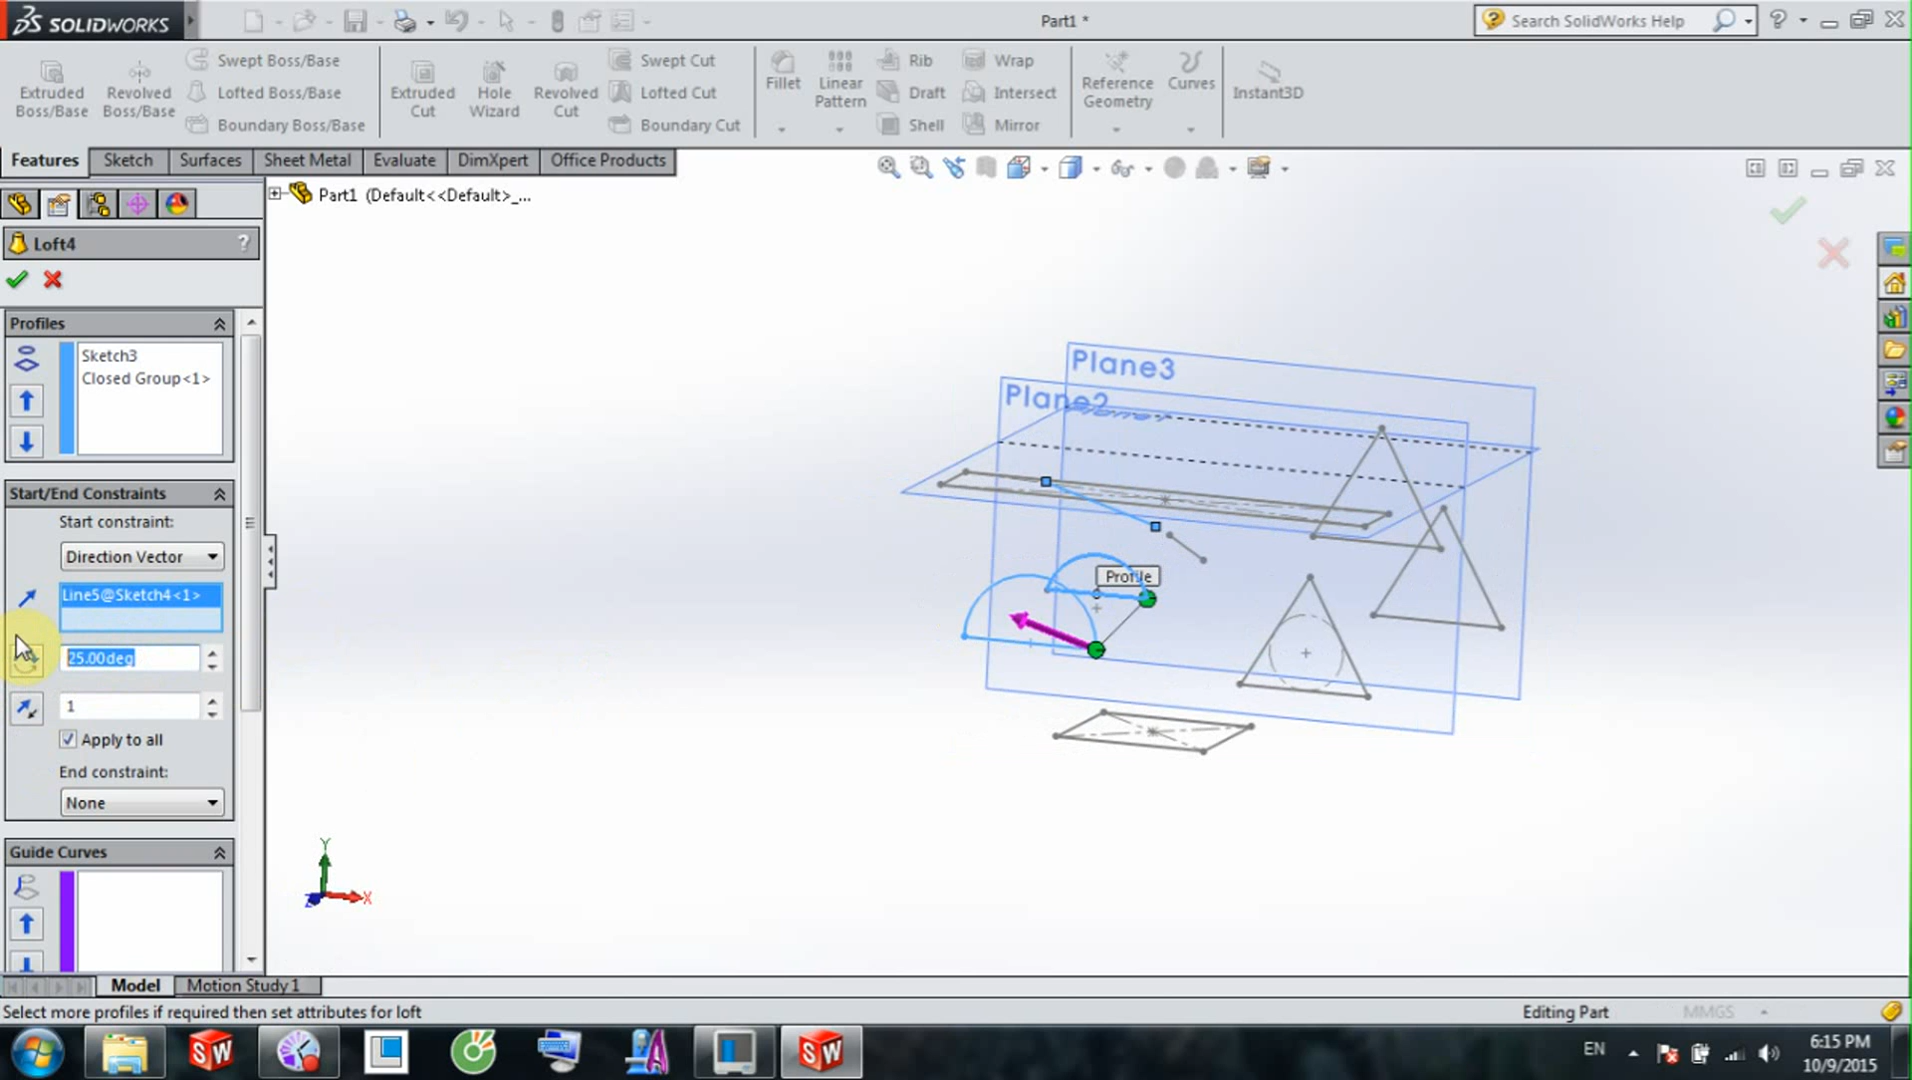 SOLIDWORKS
Part1 *
Search SolidWorks Help
Extruded Boss/Base
Revolved Boss/Base
Swept Boss/Base
Lofted Boss/Base
Boundary Boss/Base
Extruded Cut
Hole Wizard
Revolved Cut
Swept Cut
Lofted Cut
Boundary Cut
Fillet
Linear Pattern
Rib
Draft
Shell
Wrap
Intersect
Mirror
Reference Geometry
Curves
Instant3D
Features
Sketch
Surfaces
Sheet Metal
Evaluate
DimXpert
Office Products
Part1 (Default<<Default>_...
Loft4
?
Profiles
Sketch3
Closed Group<1>
Start/End Constraints
Start constraint:
Direction Vector
Line5@Sketch4<1>
25.00deg
1
Apply to all
End constraint:
None
Guide Curves
Plane3
Plane2
Profile
Y
X
Z
Model
Motion Study 1
Select more profiles if required then set attributes for loft
Editing Part
MMGS
SW
SW
EN
6:15 PM
10/9/2015